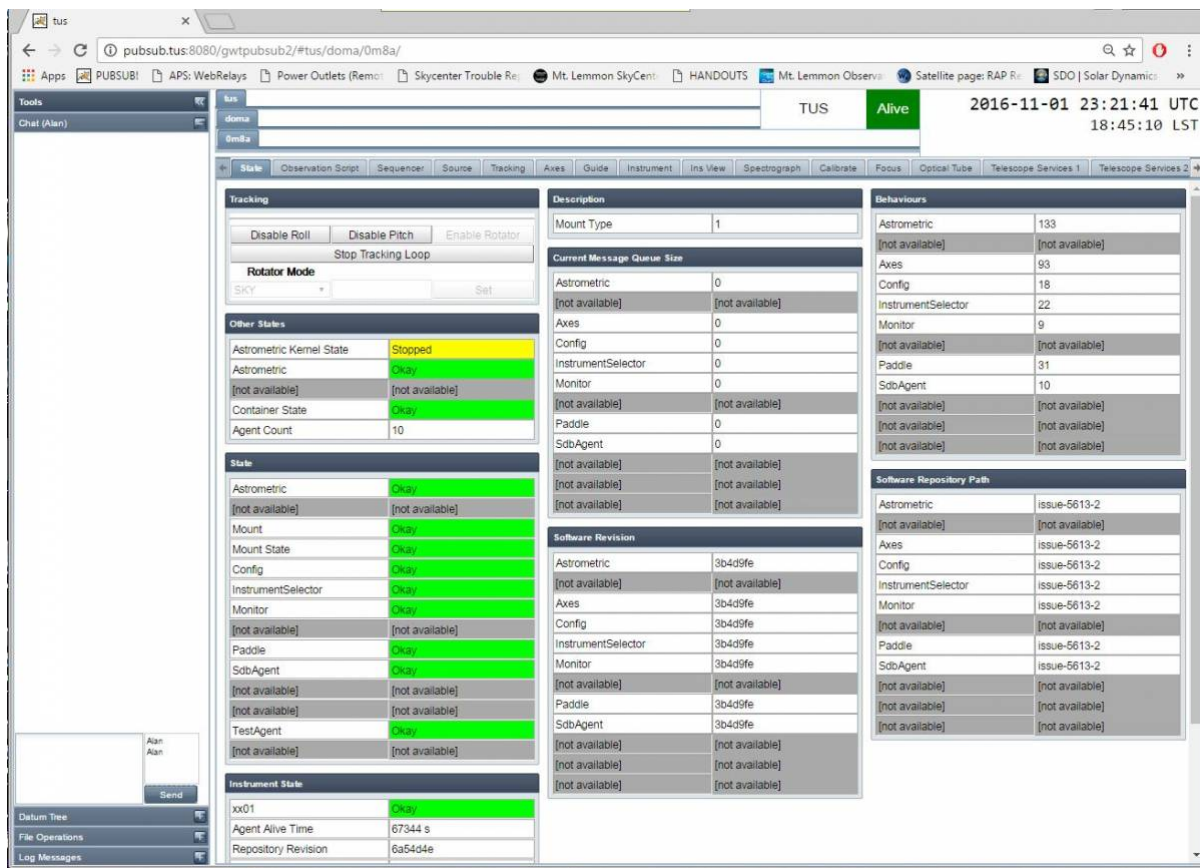 tus
pubsub.tus:8080/gwtpubsub2/#tus/doma/0m8a/
Apps PUBSUB! APS: WebRelays Power Outlets (Remo Skycenter Trouble Re Mt. Lemmon SkyCent HANDOUTS Mt. Lemmon Observa Satellite page: RAP R SDO | Solar Dynamics »
Tools
Chat (Alan)
tus
doma
0m8a
TUS Alive
2016-11-01 23:21:41 UTC
18:45:10 LST
State Observation Script Sequencer Source Tracking Axes Guide Instrument Ins View Spectrograph Calibrate Focus Optical Tube Telescope Services 1 Telescope Services 2
Tracking
Disable Roll Disable Pitch Enable Rotator
Stop Tracking Loop
Rotator Mode
SKY Set
Other States
Astrometric Kernel State Stopped
Astrometric Okay
[not available] [not available]
Container State Okay
Agent Count 10
State
Astrometric Okay
[not available] [not available]
Mount Okay
Mount State Okay
Config Okay
InstrumentSelector Okay
Monitor Okay
[not available] [not available]
Paddle Okay
SdbAgent Okay
[not available] [not available]
[not available] [not available]
TestAgent Okay
[not available] [not available]
Instrument State
xx01 Okay
Agent Alive Time 67344 s
Repository Revision 6a54d4e
Description
Mount Type 1
Current Message Queue Size
Astrometric 0
[not available] [not available]
Axes 0
Config 0
InstrumentSelector 0
Monitor 0
[not available] [not available]
Paddle 0
SdbAgent 0
[not available] [not available]
[not available] [not available]
[not available] [not available]
Software Revision
Astrometric 3b4d9fe
[not available] [not available]
Axes 3b4d9fe
Config 3b4d9fe
InstrumentSelector 3b4d9fe
Monitor 3b4d9fe
[not available] [not available]
Paddle 3b4d9fe
SdbAgent 3b4d9fe
[not available] [not available]
[not available] [not available]
[not available] [not available]
Behaviours
Astrometric 133
[not available] [not available]
Axes 93
Config 18
InstrumentSelector 22
Monitor 9
[not available] [not available]
Paddle 31
SdbAgent 10
[not available] [not available]
[not available] [not available]
[not available] [not available]
Software Repository Path
Astrometric issue-5613-2
[not available] [not available]
Axes issue-5613-2
Config issue-5613-2
InstrumentSelector issue-5613-2
Monitor issue-5613-2
[not available] [not available]
Paddle issue-5613-2
SdbAgent issue-5613-2
[not available] [not available]
[not available] [not available]
[not available] [not available]
Alan
Alan
Send
Datum Tree
File Operations
Log Messages